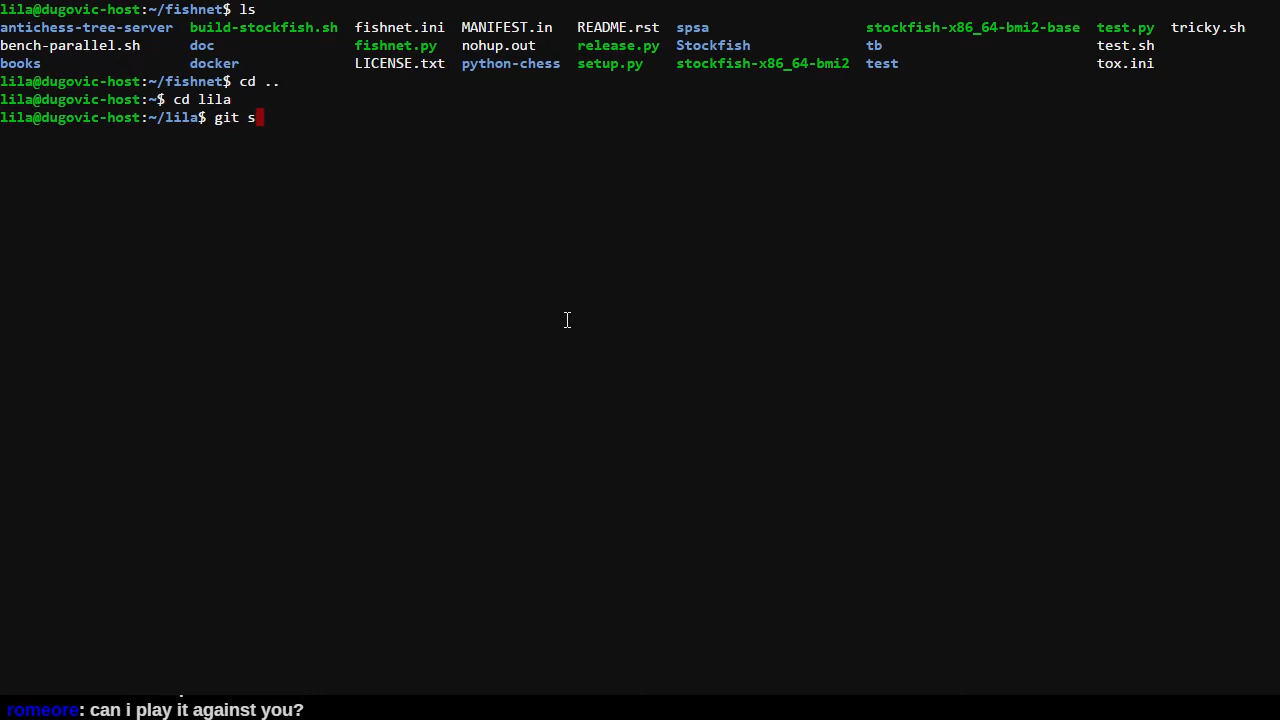 lila@dugovic-host:~/fishnet$ ls
antichess-tree-server build-stockfish.sh fishnet.ini MANIFEST.in README.rst spsa stockfish-x86_64-bmi2-base test.py tricky.sh
bench-parallel.sh doc fishnet.py nohup.out release.py Stockfish tb test.sh
books docker LICENSE.txt python-chess setup.py stockfish-x86_64-bmi2 test tox.ini
lila@dugovic-host:~/fishnet$ cd ..
lila@dugovic-host:~$ cd lila
lila@dugovic-host:~/lila$ git s
romeore: can i play it against you?